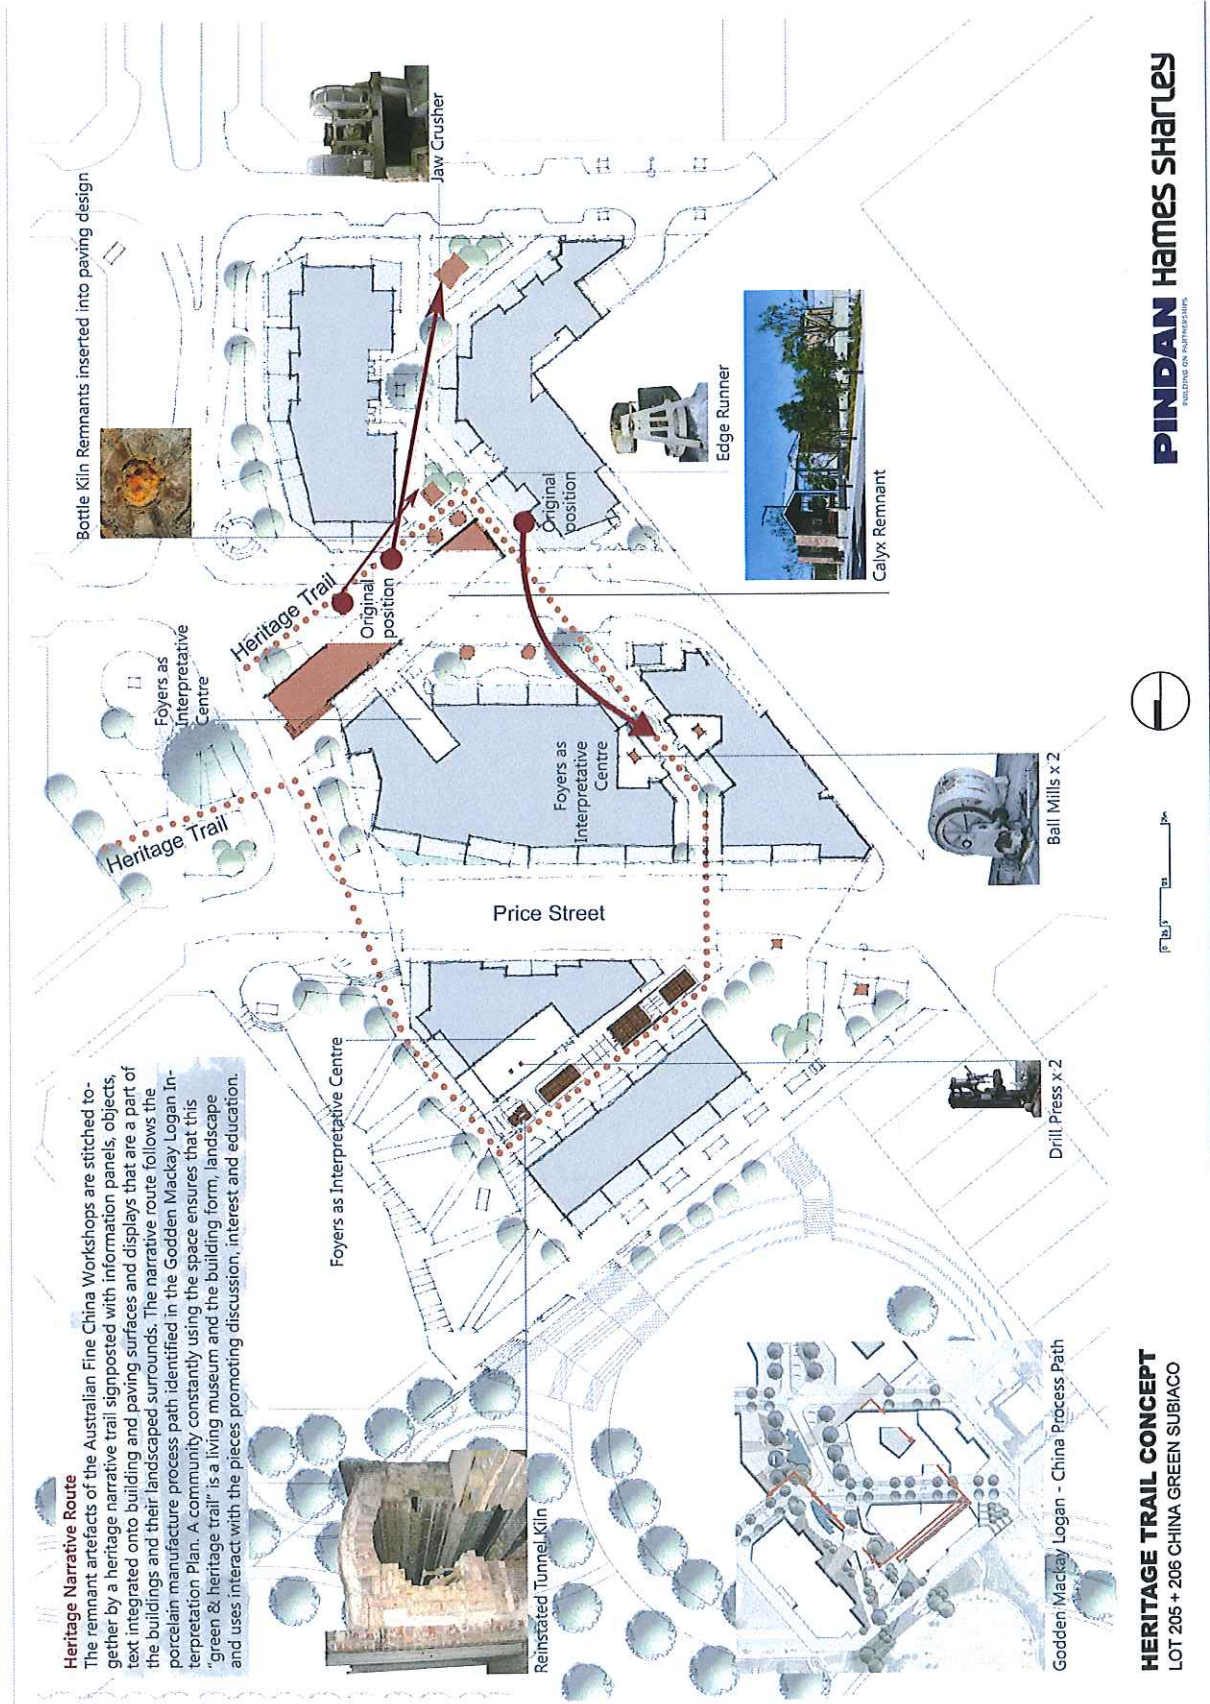 Heritage Narrative Route
The remnant artefacts of the Australian Fine China Workshops are stitched to-
gether by a heritage narrative trail signposted with information panels, objects,
text integrated onto building and paving surfaces and displays that are a part of
the buildings and their landscaped surrounds. The narrative route follows the
porcelain manufacture process path identified in the Godden Mackay Logan In-
terpretation Plan. A community constantly using the space ensures that this
"green & heritage trail" is a living museum and the building form, landscape
and uses interact with the pieces promoting discussion, interest and education.
Bottle Kiln Remnants inserted into paving design
Jaw Crusher
Heritage Trail
Foyers as
Interpretative
Centre
Heritage Trail
Original
position
Original
position
Edge Runner
Calyx Remnant
Foyers as
Interpretative
Centre
Price Street
Foyers as Interpretative Centre
Ball Mills x 2
Drill Press x 2
Reinstated Tunnel Kiln
Godden Mackay Logan - China Process Path
HERITAGE TRAIL CONCEPT
LOT 205 + 206 CHINA GREEN SUBIACO
PINDAN HAMES SHARLEY
BUILDING ON PARTNERSHIPS